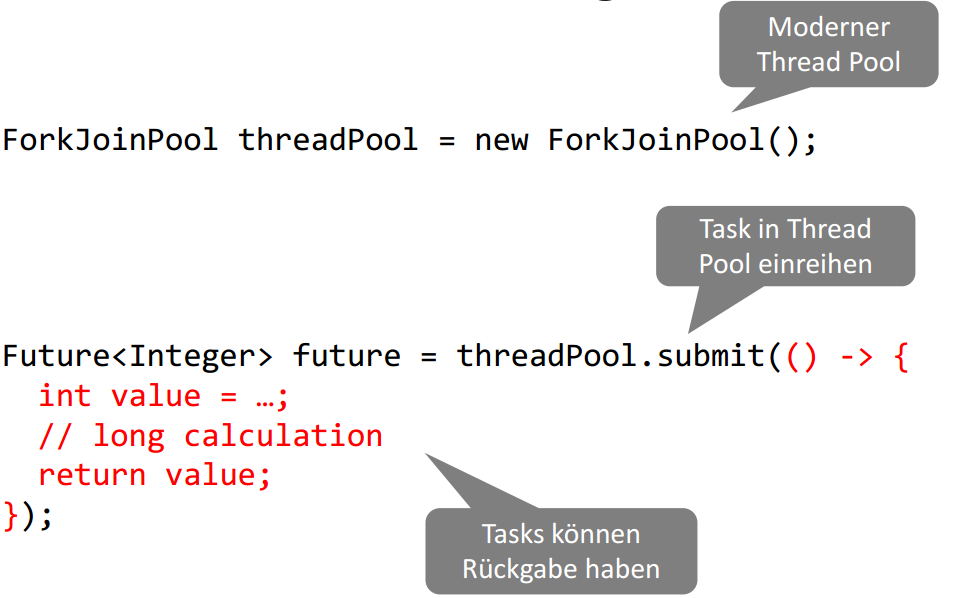 Moderner
Thread Pool
ForkJoinPool threadPool = new ForkJoinPool();
Task in Thread
Pool einreihen
Future<Integer> future = threadPool.submit(() -> {
int value = …;
// long calculation
return value;
});
Tasks können
Rückgabe haben